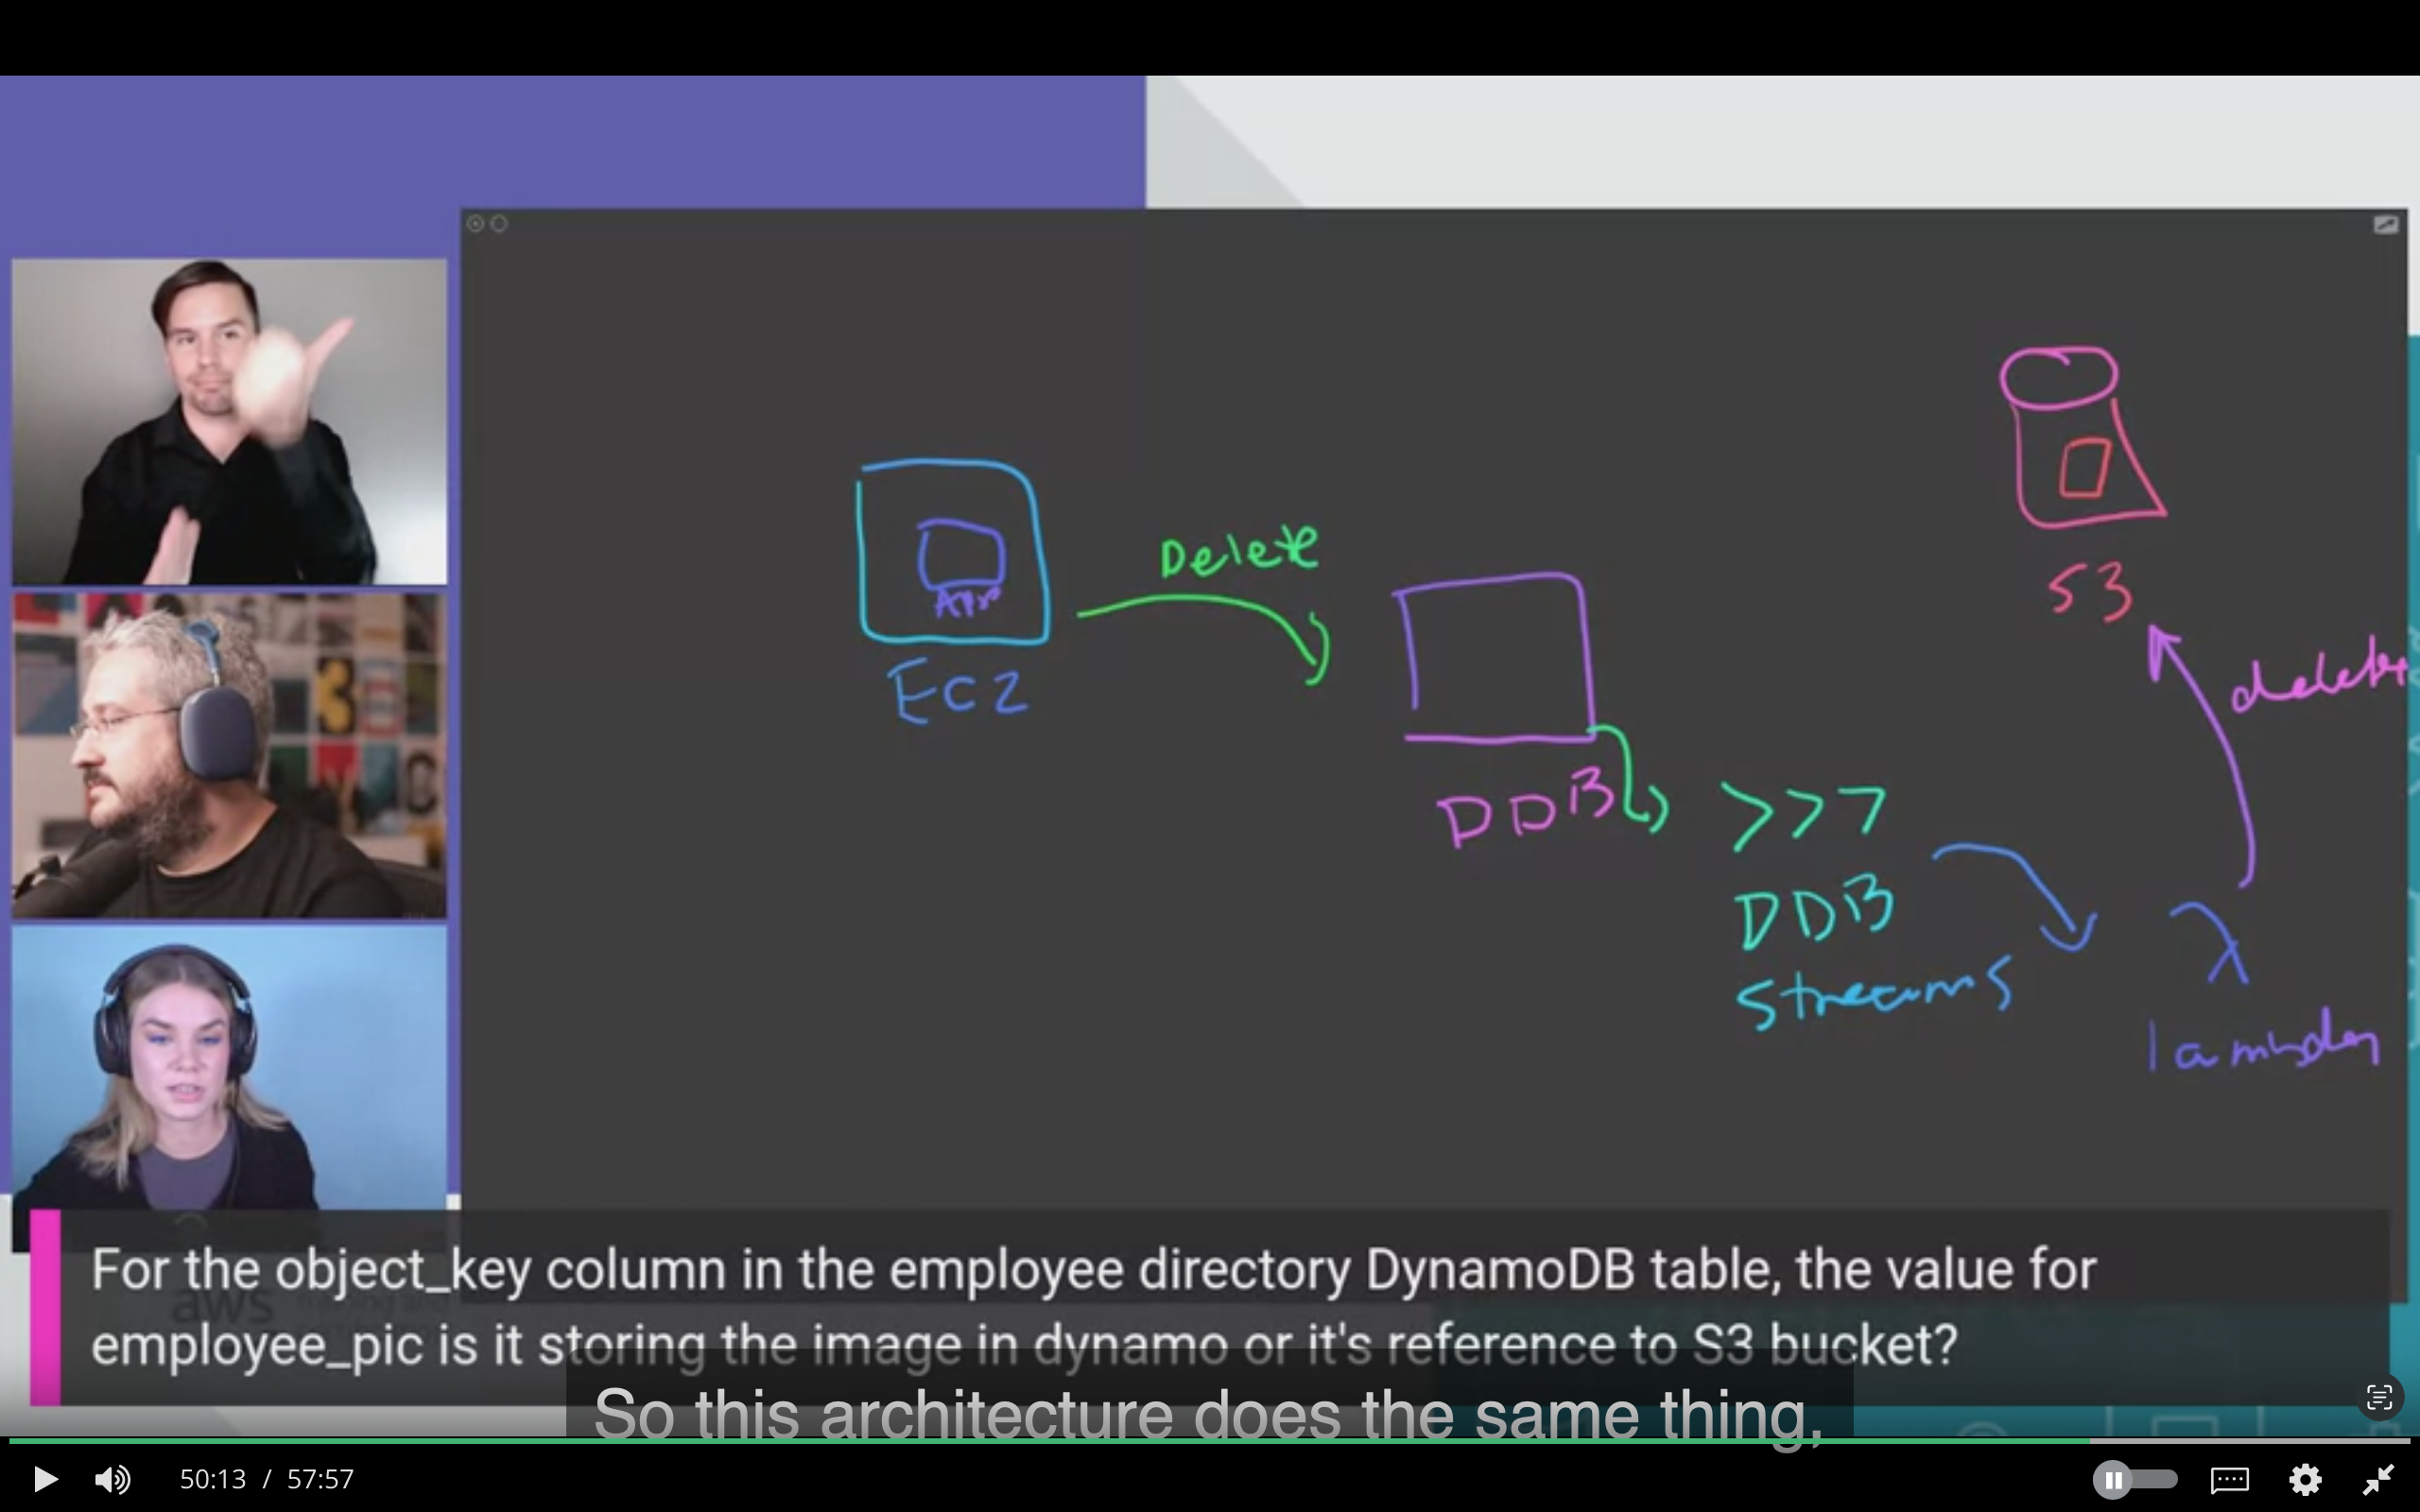 Delete
App
EC2
S3
delete
DDB
>>>
DDB
Streams
λ
lambda
For the object_key column in the employee directory DynamoDB table, the value for
employee_pic is it storing the image in dynamo or it's reference to S3 bucket?
aws
So this architecture does the same thing,
50:13 / 57:57